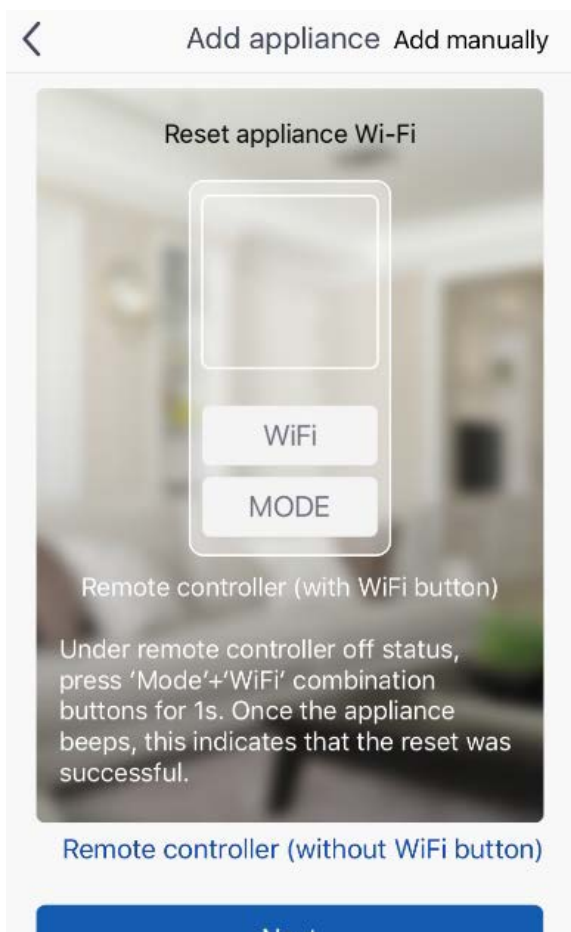 Add appliance Add manually
Reset appliance Wi-Fi
WiFi
MODE
Remote controller (with WiFi button)
Under remote controller off status,
press ‘Mode’+‘WiFi’ combination
buttons for 1s. Once the appliance
beeps, this indicates that the reset was
successful.
Remote controller (without WiFi button)